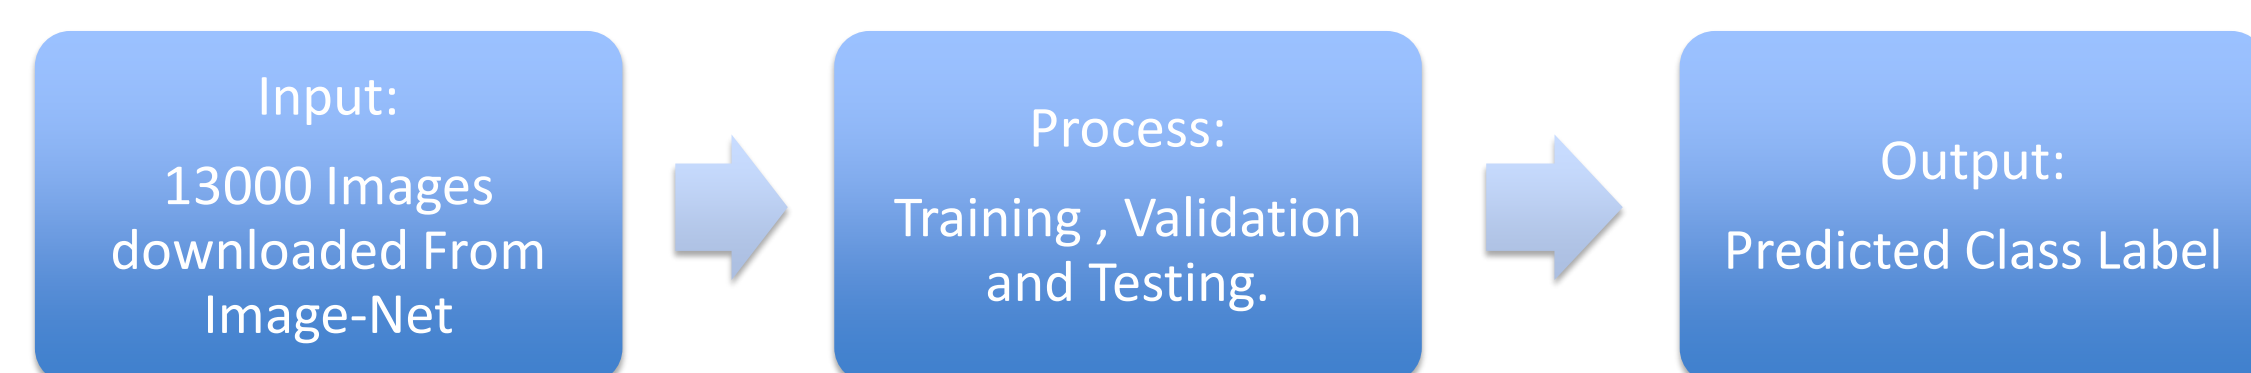 Input:
13000 Images
downloaded From
Image-Net
Process:
Training , Validation
and Testing.
Output:
Predicted Class Label